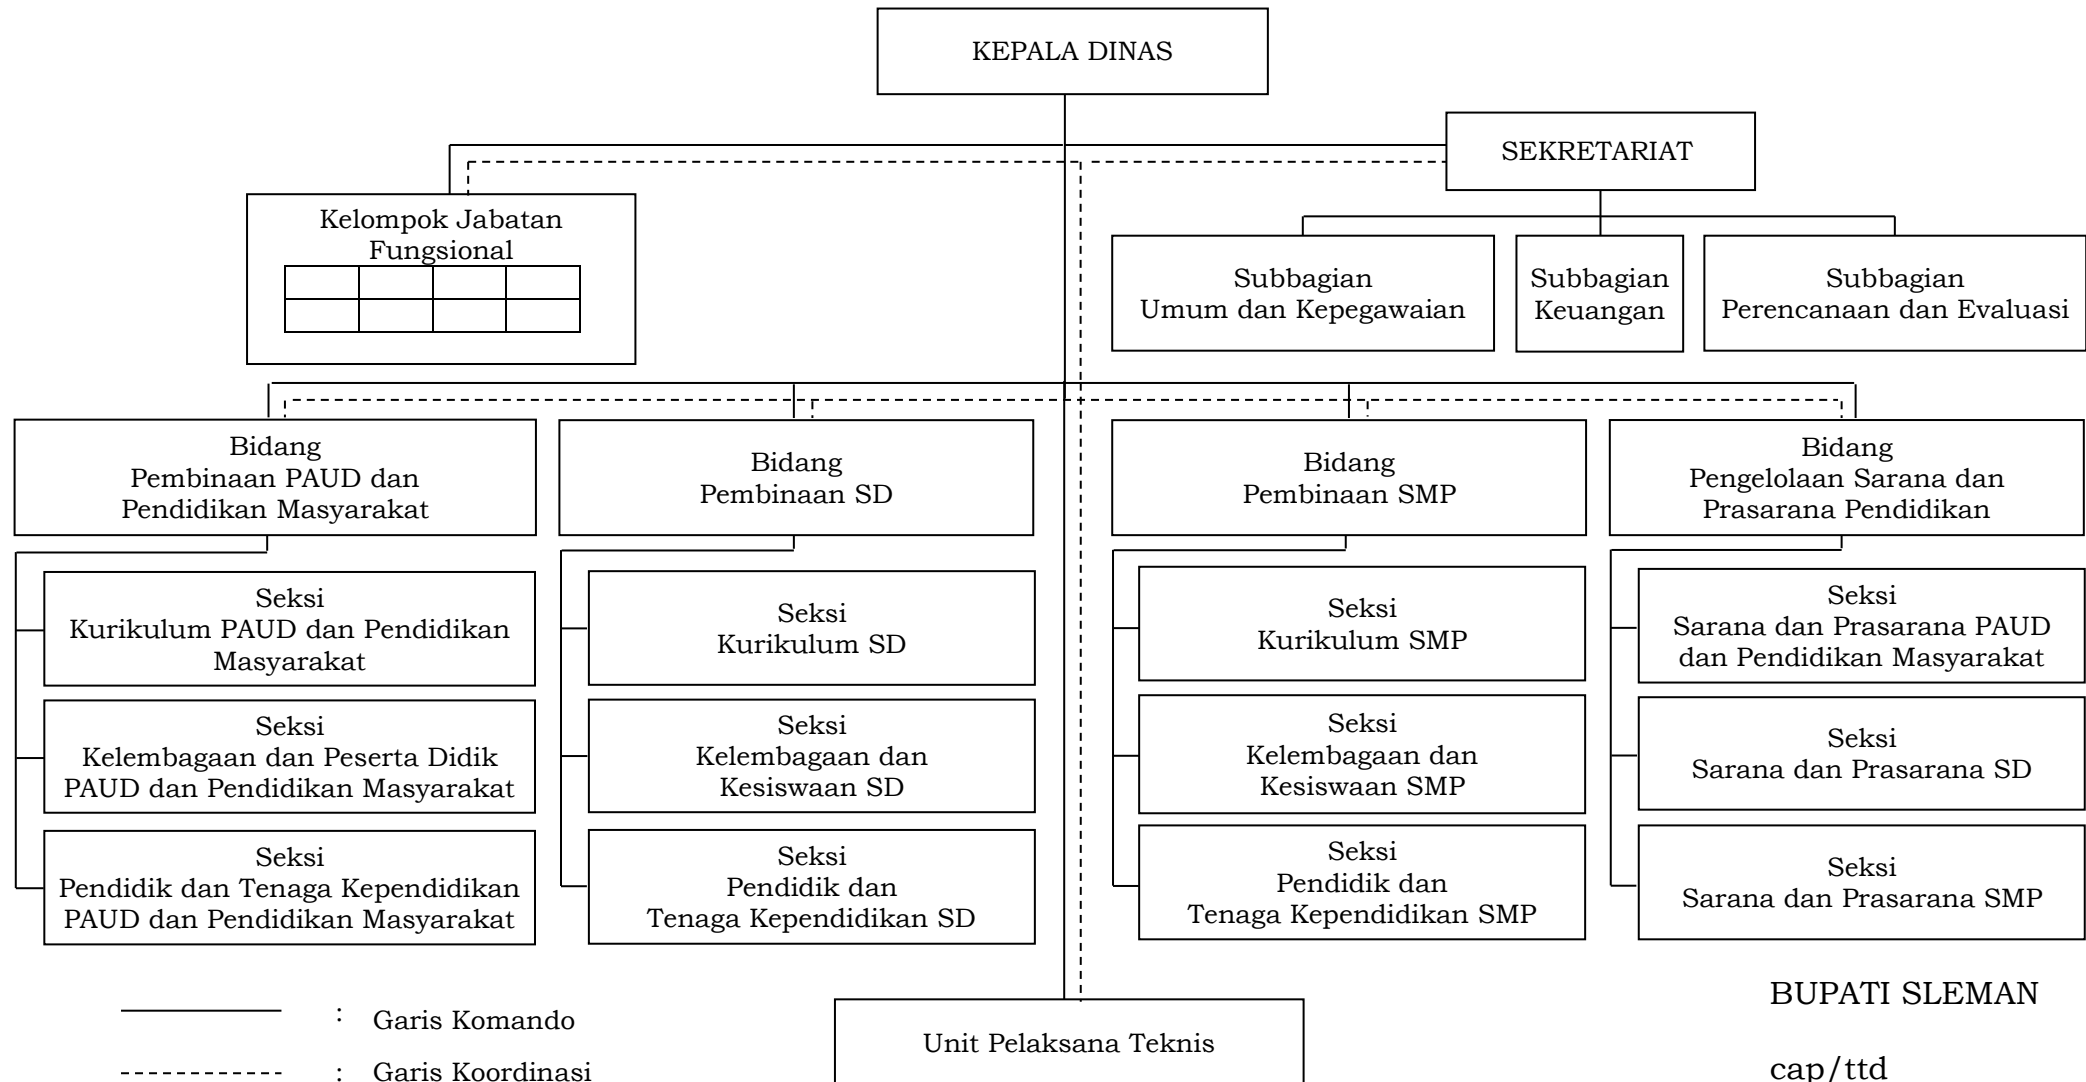 KEPALA DINAS
SEKRETARIAT
Kelompok Jabatan
Fungsional
Subbagian
Umum dan Kepegawaian
Subbagian
Keuangan
Subbagian
Perencanaan dan Evaluasi
Bidang
Pembinaan PAUD dan
Pendidikan Masyarakat
Bidang
Pembinaan SD
Bidang
Pembinaan SMP
Bidang
Pengelolaan Sarana dan
Prasarana Pendidikan
Seksi
Kurikulum PAUD dan Pendidikan
Masyarakat
Seksi
Kelembagaan dan Peserta Didik
PAUD dan Pendidikan Masyarakat
Seksi
Pendidik dan Tenaga Kependidikan
PAUD dan Pendidikan Masyarakat
Seksi
Kurikulum SD
Seksi
Kelembagaan dan
Kesiswaan SD
Seksi
Pendidik dan
Tenaga Kependidikan SD
Seksi
Kurikulum SMP
Seksi
Kelembagaan dan
Kesiswaan SMP
Seksi
Pendidik dan
Tenaga Kependidikan SMP
Seksi
Sarana dan Prasarana PAUD
dan Pendidikan Masyarakat
Seksi
Sarana dan Prasarana SD
Seksi
Sarana dan Prasarana SMP
: Garis Komando
: Garis Koordinasi
Unit Pelaksana Teknis
BUPATI SLEMAN
cap/ttd